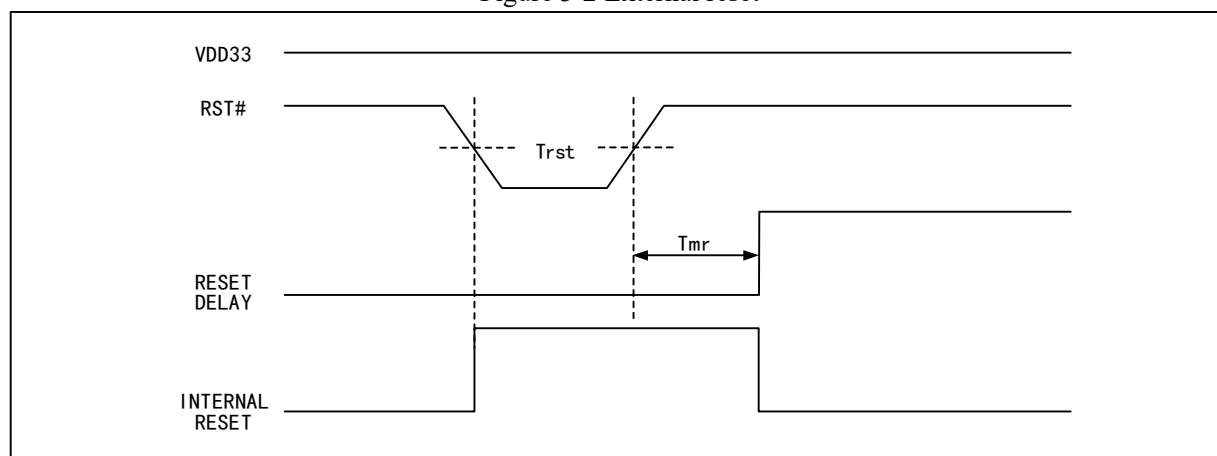 VDD33
RST#
Trst
Tmr
RESET
DELAY
INTERNAL
RESET